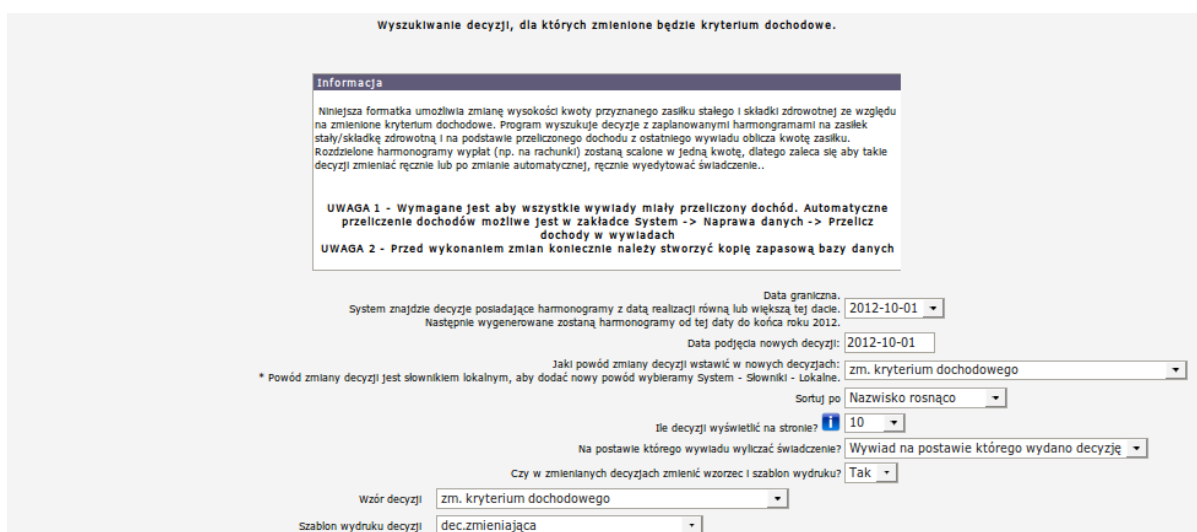 Wyszukiwanie decyzji, dla których zmienione będzie kryterium dochodowe.
Informacja
Niniejsza formatka umożliwia zmianę wysokości kwoty przyznanego zasiłku stałego i składki zdrowotnej ze względu
na zmienione kryterium dochodowe. Program wyszukuje decyzje z zaplanowanymi harmongramami na zasiłek
stały/składkę zdrowotną i na podstawie przeliczonego dochodu z ostatniego wywiadu oblicza kwotę zasiłku.
Rozdzielone harmonogramy wypłat (np. na rachunki) zostaną scalone w jedną kwotę, dlatego zaleca się aby takie
decyzji zmieniać ręcznie lub po zmianie automatycznej, ręcznie wyedytować świadczenie..
UWAGA 1 - Wymagane jest aby wszystkie wywiady miały przeliczony dochód. Automatyczne
przeliczenie dochodów możliwe jest w zakładce System -> Naprawa danych -> Przelicz
dochody w wywiadach
UWAGA 2 - Przed wykonaniem zmian koniecznie należy stworzyć kopię zapasową bazy danych
Data graniczna.
System znajdzie decyzje posiadające harmonogramy z datą realizacji równą lub większą tej dacie. 2012-10-01
Następnie wygenerowane zostaną harmonogramy od tej daty do końca roku 2012.
Data podjęcia nowych decyzji: 2012-10-01
Jaki powód zmiany decyzji wstawić w nowych decyzjach: zm. kryterium dochodowego
* Powód zmiany decyzji jest słownikiem lokalnym, aby dodać nowy powód wybieramy System - Słowniki - Lokalne.
Sortuj po Nazwisko rosnąco
Ile decyzji wyświetlić na stronie? i 10
Na postawie którego wywiadu wyliczać świadczenie? Wywiad na postawie którego wydano decyzję
Czy w zmienianych decyzjach zmienić wzorzec i szablon wydruku? Tak
Wzór decyzji zm. kryterium dochodowego
Szablon wydruku decyzji dec.zmieniająca